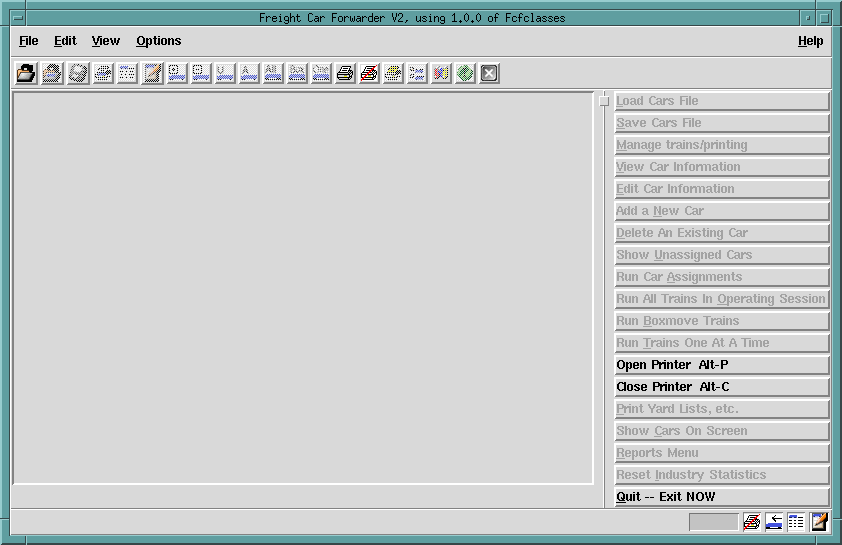 Freight Car Forwarder V2, using 1.0.0 of Fcfclasses
File Edit View Options Help
Load Cars File
Save Cars File
Manage trains/printing
View Car Information
Edit Car Information
Add a New Car
Delete An Existing Car
Show Unassigned Cars
Run Car Assignments
Run All Trains In Operating Session
Run Boxmove Trains
Run Trains One At A Time
Open Printer Alt-P
Close Printer Alt-C
Print Yard Lists, etc.
Show Cars On Screen
Reports Menu
Reset Industry Statistics
Quit -- Exit NOW